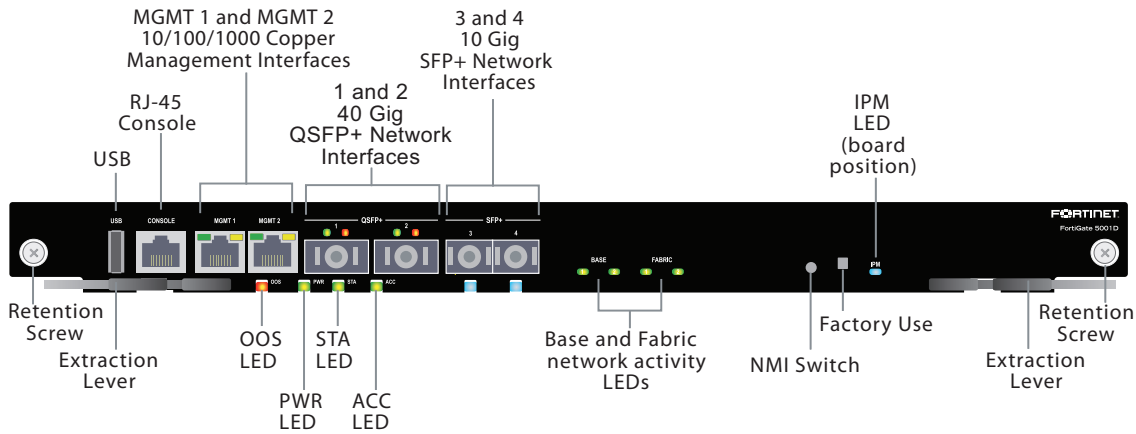 MGMT 1 and MGMT 2
10/100/1000 Copper
Management Interfaces
3 and 4
10 Gig
SFP+ Network
Interfaces
RJ-45
Console
1 and 2
40 Gig
QSFP+ Network
Interfaces
IPM
LED
(board
position)
USB
USB
CONSOLE
MGMT 1
MGMT 2
QSFP+
1
2
SFP+
3
4
FORTINET
FortiGate 5001D
BASE
FABRIC
IPM
OOS
PWR
STA
ACC
Retention
Screw
Extraction
Lever
OOS
LED
STA
LED
PWR
LED
ACC
LED
Base and Fabric
network activity
LEDs
NMI Switch
Factory Use
Extraction
Lever
Retention
Screw